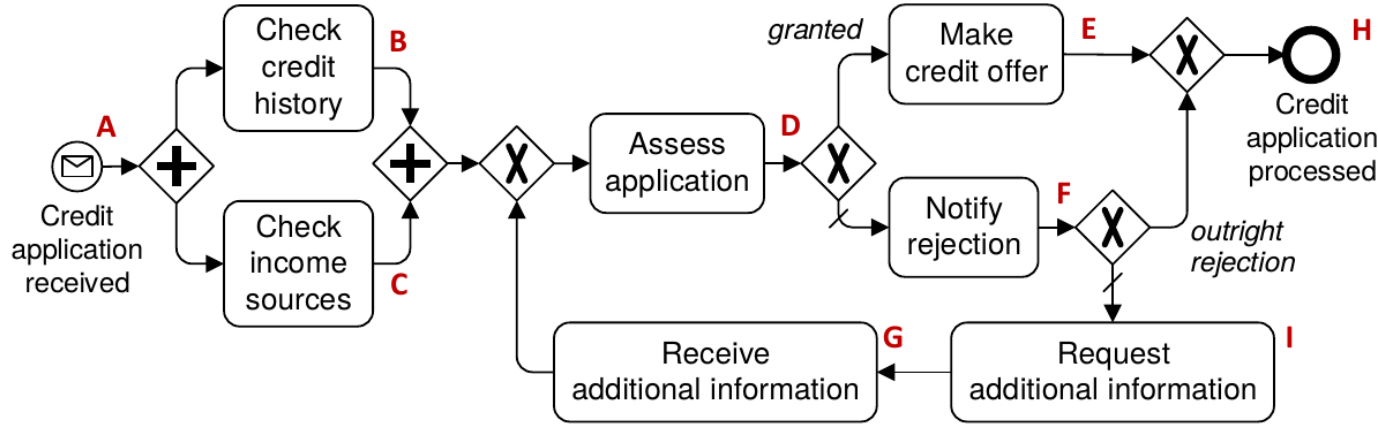 A
Credit
application
received
Check
credit
history
B
Check
income
sources
C
Assess
application
D
granted
Make
credit offer
E
Notify
rejection
F
outright
rejection
H
Credit
application
processed
Receive
additional information
G
Request
additional information
I